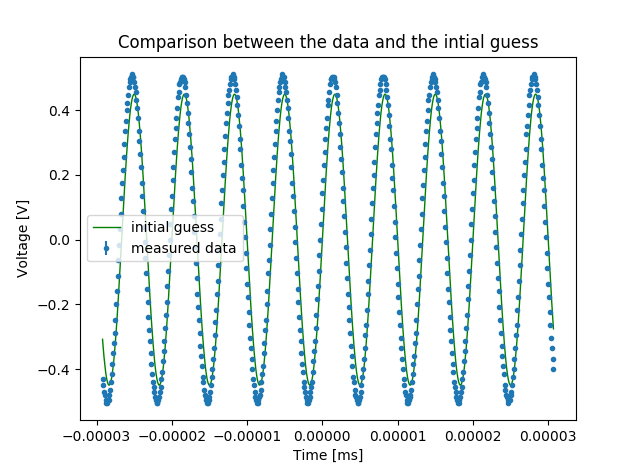 Comparison between the data and the intial guess
Voltage [V]
0.4
0.2
0.0
−0.2
−0.4
initial guess
measured data
−0.00003 −0.00002 −0.00001 0.00000 0.00001 0.00002 0.00003
Time [ms]